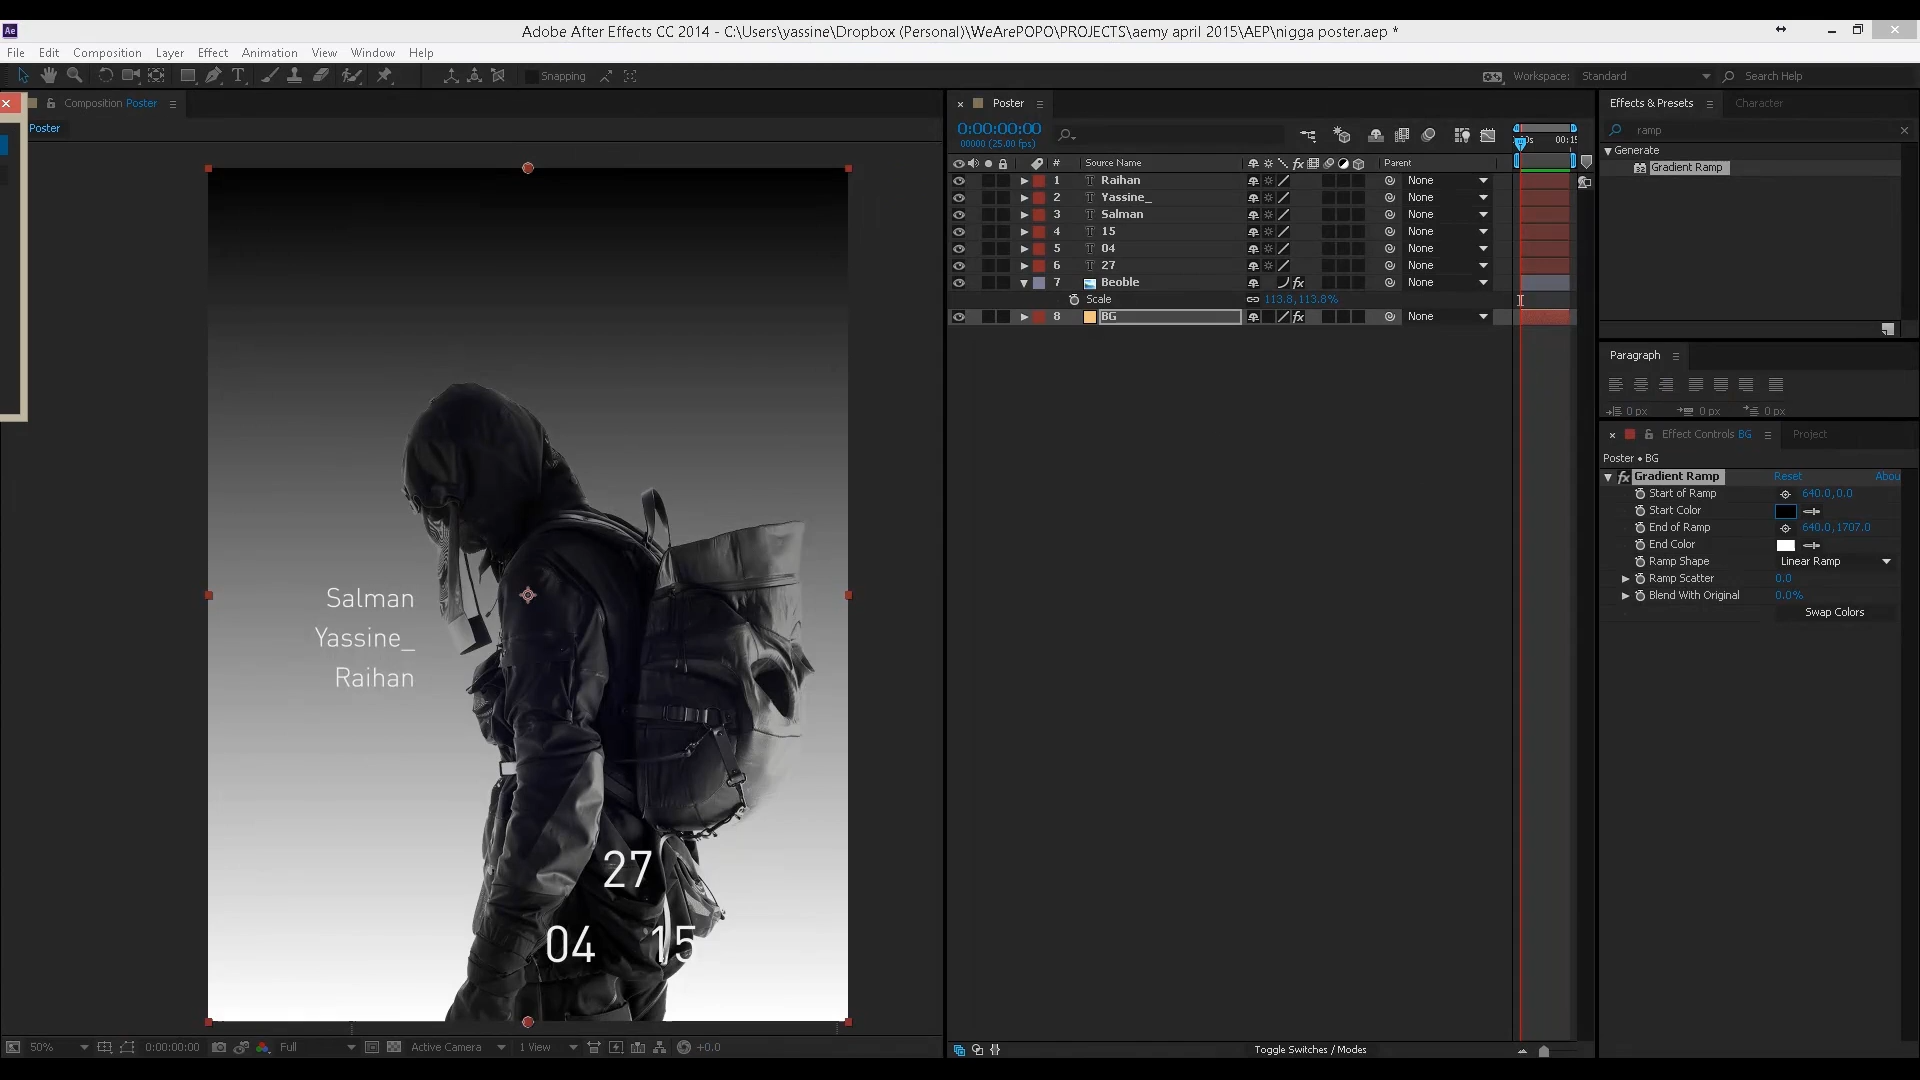 Adobe After Effects CC 2014 - C:\Users\yassine\Dropbox (Personal)\WeArePOPO\PROJECTS\aemy april 2015\AEP\nigga poster.aep *
File Edit Composition Layer Effect Animation View Window Help
Snapping
Workspace: Standard
Search Help
Composition Poster
Poster
Salman
Yassine_
Raihan
27
04 15
50%
0:00:00:00
Full
Active Camera
1 View
+0.0
Poster
0:00:00:00
00000 (25.00 fps)
00:15
# Source Name Parent
1 T Raihan None
2 T Yassine_ None
3 T Salman None
4 T 15 None
5 T 04 None
6 T 27 None
7 Beoble fx None
Scale 113.8,113.8%
8 BG fx None
Toggle Switches / Modes
Effects & Presets Character
ramp
Generate
Gradient Ramp
Paragraph
0 px 0 px 0 px
Effect Controls BG Project
Poster • BG
fx Gradient Ramp Reset Abou
Start of Ramp 640.0,0.0
Start Color
End of Ramp 640.0,1707.0
End Color
Ramp Shape Linear Ramp
Ramp Scatter 0.0
Blend With Original 0.0%
Swap Colors